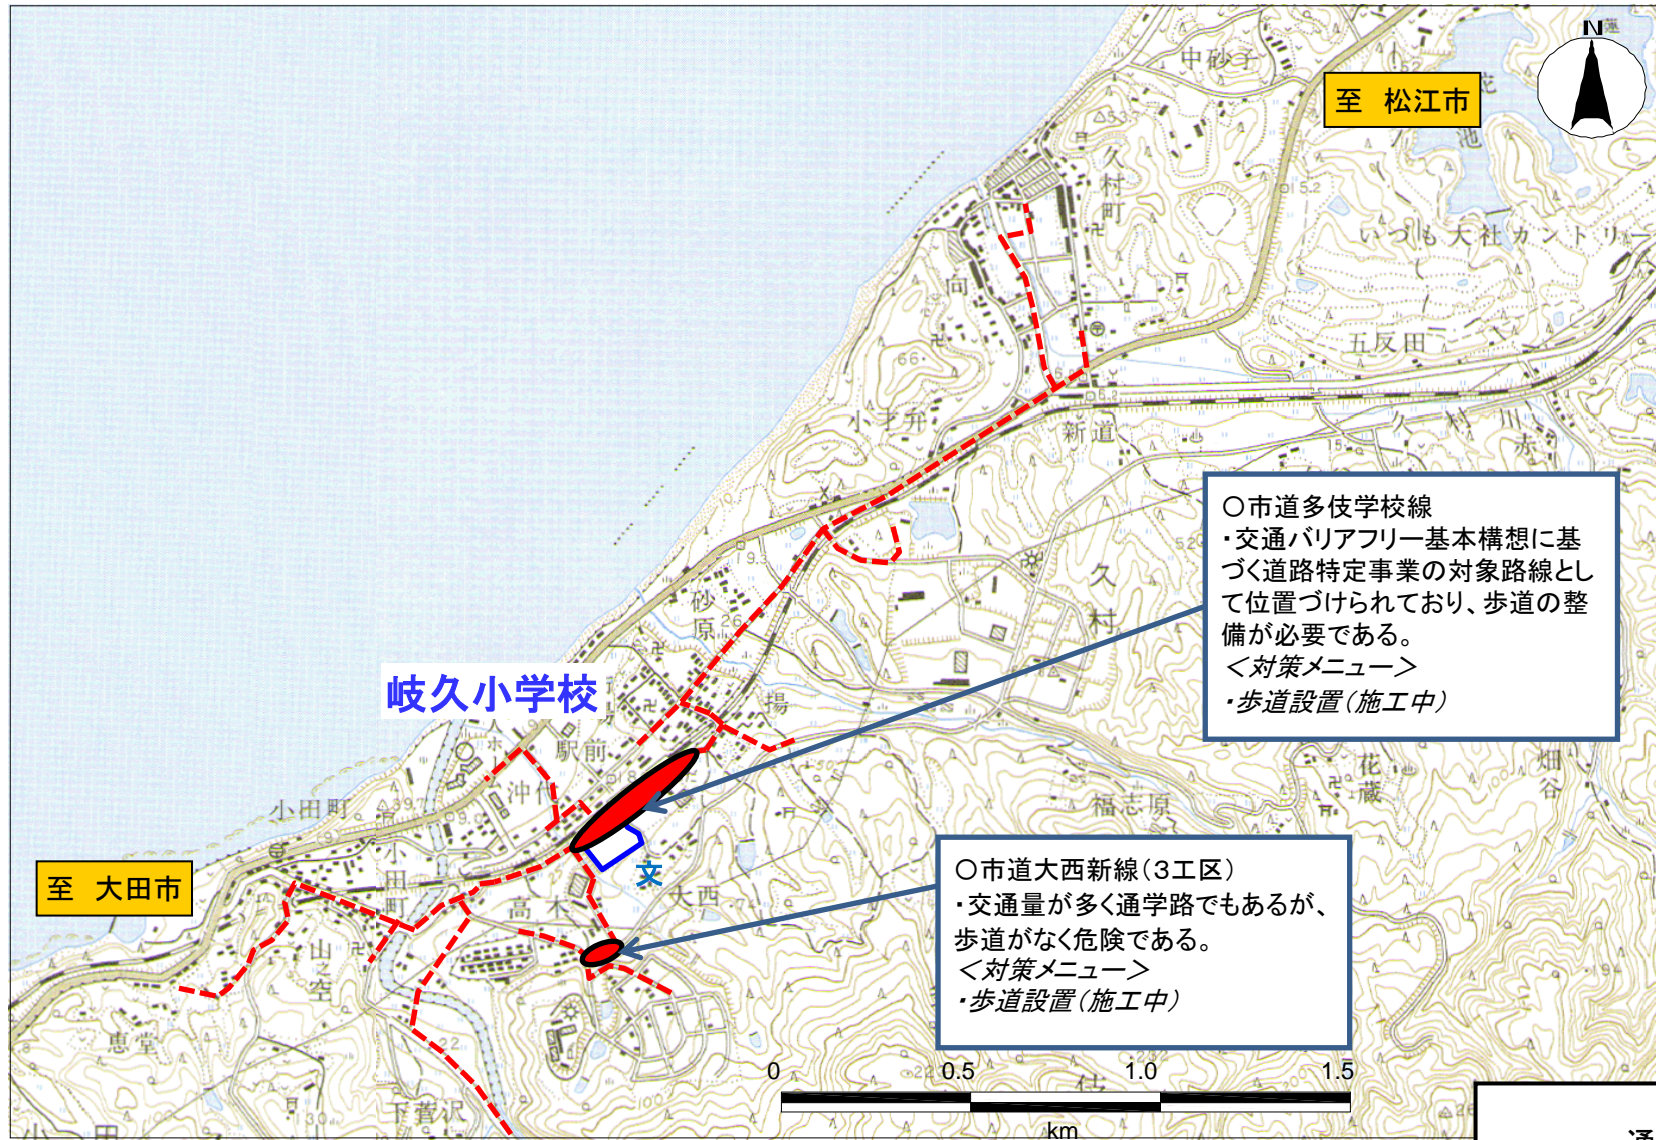 N
中砂子
至 松江市
池
久村町
いづも大社カントリー
向
五反田
小才弁
新道
久村川
赤
○市道多伎学校線
・交通バリアフリー基本構想に基
づく道路特定事業の対象路線とし
て位置づけられており、歩道の整
備が必要である。
<対策メニュー>
・歩道設置(施工中)
久村
砂原
岐久小学校
揚
駅前
沖代
小田町
花蔵
畑谷
福志原
小田町
至 大田市
文
大西
高木
○市道大西新線(3工区)
・交通量が多く通学路でもあるが、
歩道がなく危険である。
<対策メニュー>
・歩道設置(施工中)
山之空
恵堂
下菅沢
小田
0 0.5 1.0 1.5
km